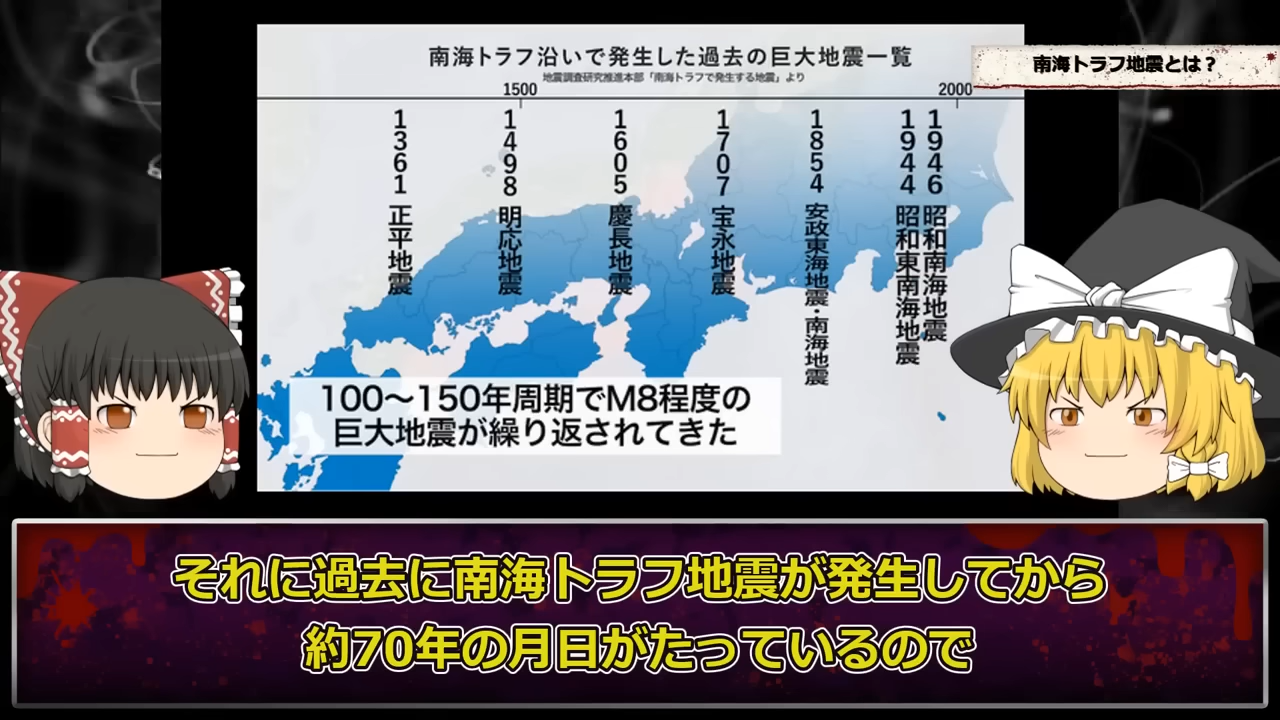 南海トラフ沿いで発生した過去の巨大地震一覧
地震調査研究推進本部「南海トラフで発生する地震」より
南海トラフ地震とは？
1500
2000
1361 正平地震
1498 明応地震
1605 慶長地震
1707 宝永地震
1854 安政東海地震・南海地震
1944 昭和東南海地震
1946 昭和南海地震
100〜150年周期でM8程度の
巨大地震が繰り返されてきた
それに過去に南海トラフ地震が発生してから
約70年の月日がたっているので